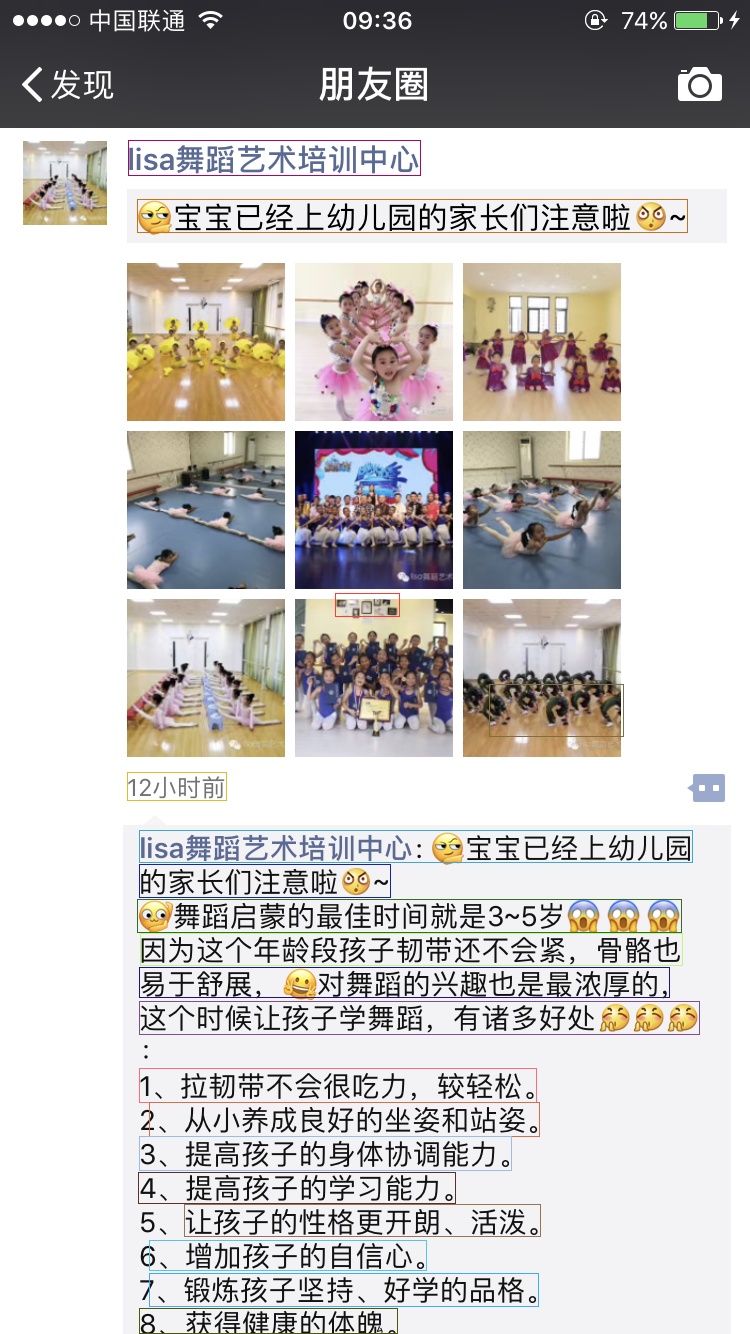 中国联通 09:36 74%
发现 朋友圈
lisa舞蹈艺术培训中心
🤔宝宝已经上幼儿园的家长们注意啦~
12小时前
lisa舞蹈艺术培训中心: 🤔宝宝已经上幼儿园
的家长们注意啦~
舞蹈启蒙的最佳时间就是3~5岁😱😱😱
因为这个年龄段孩子韧带还不会紧，骨骼也
易于舒展，🤗对舞蹈的兴趣也是最浓厚的,
这个时候让孩子学舞蹈，有诸多好处
:
1、拉韧带不会很吃力，较轻松。
2、从小养成良好的坐姿和站姿。
3、提高孩子的身体协调能力。
4、提高孩子的学习能力。
5、让孩子的性格更开朗、活泼。
6、增加孩子的自信心。
7、锻炼孩子坚持、好学的品格。
8、获得健康的体魄。